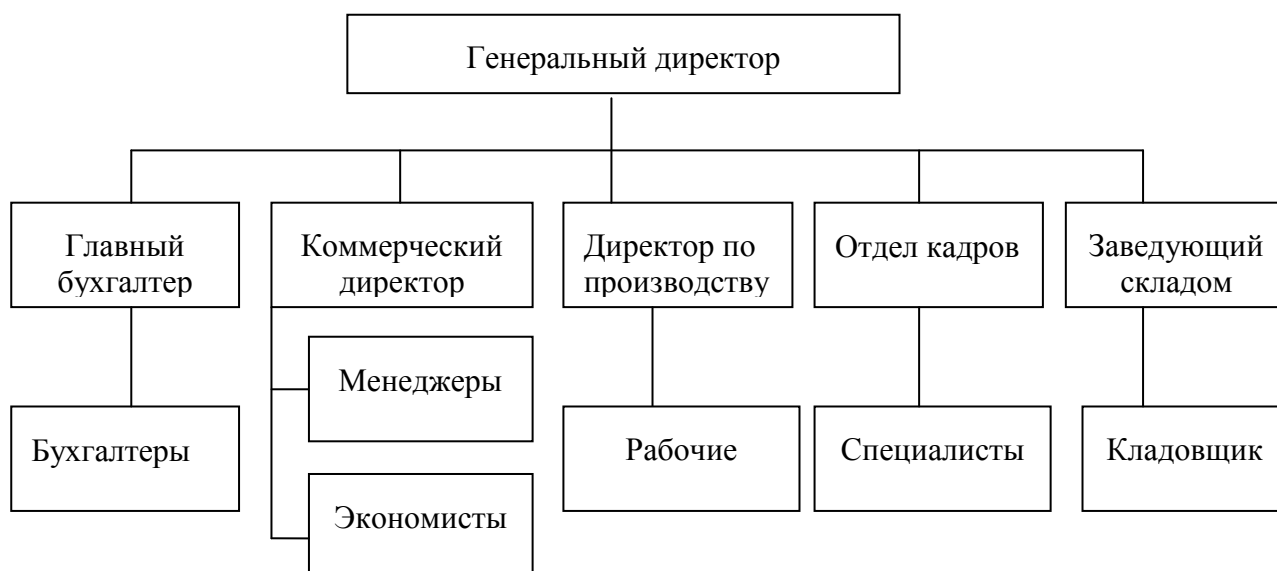 Генеральный директор
Главный
бухгалтер
Коммерческий
директор
Директор по
производству
Отдел кадров
Заведующий
складом
Менеджеры
Бухгалтеры
Рабочие
Специалисты
Кладовщик
Экономисты